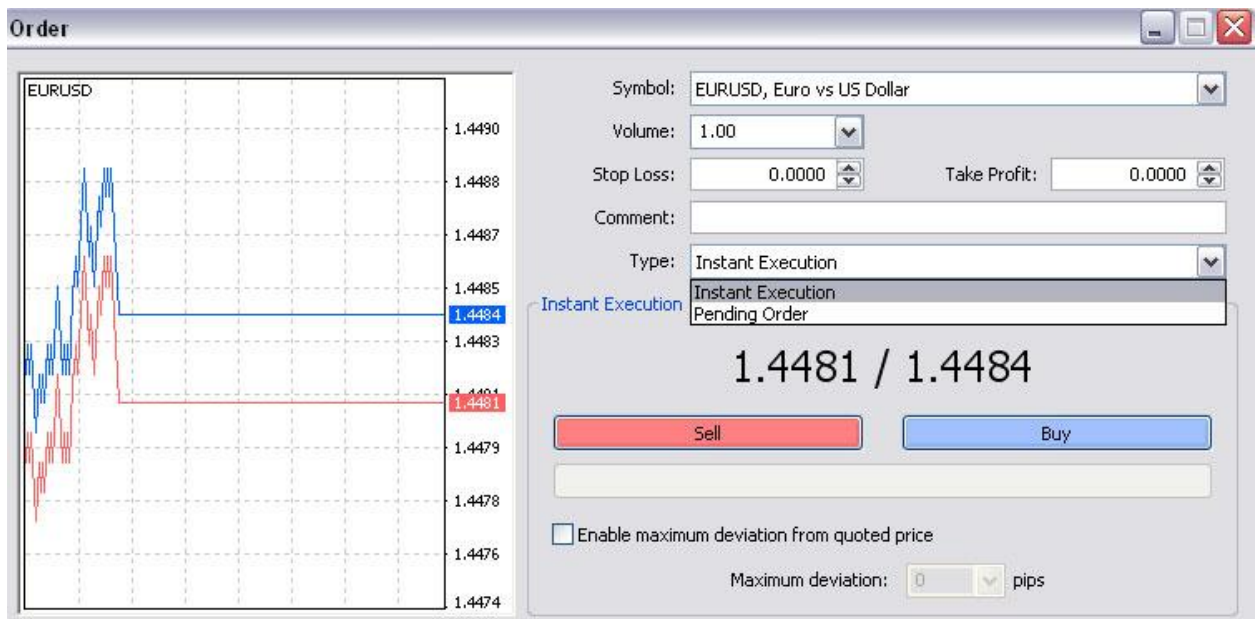 Order
EURUSD
1.4490
1.4488
1.4487
1.4485
1.4484
1.4483
1.4481
1.4479
1.4478
1.4476
1.4474
Symbol: EURUSD, Euro vs US Dollar
Volume: 1.00
Stop Loss: 0.0000 Take Profit: 0.0000
Comment:
Type: Instant Execution
Instant Execution
Pending Order
Instant Execution
1.4481 / 1.4484
Sell Buy
Enable maximum deviation from quoted price
Maximum deviation: 0 pips